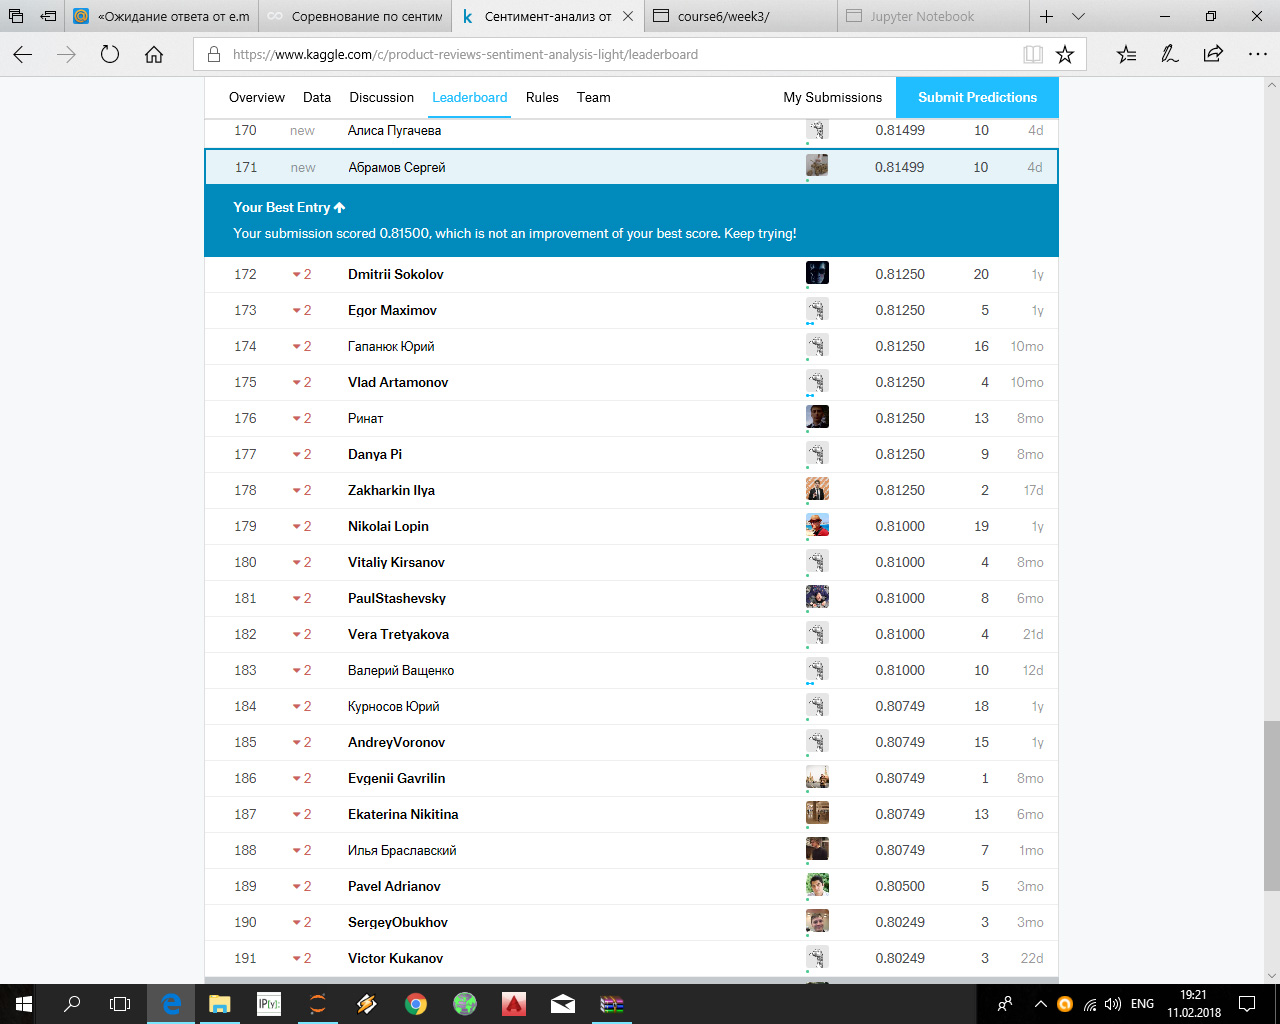 «Ожидание ответа от e.m
Соревнование по сентим
Сентимент-анализ от
course6/week3/
Jupyter Notebook
https://www.kaggle.com/c/product-reviews-sentiment-analysis-light/leaderboard
Overview Data Discussion Leaderboard Rules Team My Submissions Submit Predictions
170 new Алиса Пугачева 0.81499 10 4d
171 new Абрамов Сергей 0.81499 10 4d
Your Best Entry
Your submission scored 0.81500, which is not an improvement of your best score. Keep trying!
172 2 Dmitrii Sokolov 0.81250 20 1y
173 2 Egor Maximov 0.81250 5 1y
174 2 Гапанюк Юрий 0.81250 16 10mo
175 2 Vlad Artamonov 0.81250 4 10mo
176 2 Ринат 0.81250 13 8mo
177 2 Danya Pi 0.81250 9 8mo
178 2 Zakharkin Ilya 0.81250 2 17d
179 2 Nikolai Lopin 0.81000 19 1y
180 2 Vitaliy Kirsanov 0.81000 4 8mo
181 2 PaulStashevsky 0.81000 8 6mo
182 2 Vera Tretyakova 0.81000 4 21d
183 2 Валерий Ващенко 0.81000 10 12d
184 2 Курносов Юрий 0.80749 18 1y
185 2 AndreyVoronov 0.80749 15 1y
186 2 Evgenii Gavrilin 0.80749 1 8mo
187 2 Ekaterina Nikitina 0.80749 13 6mo
188 2 Илья Браславский 0.80749 7 1mo
189 2 Pavel Adrianov 0.80500 5 3mo
190 2 SergeyObukhov 0.80249 3 3mo
191 2 Victor Kukanov 0.80249 3 22d
IP[y]:
ENG
19:21
11.02.2018